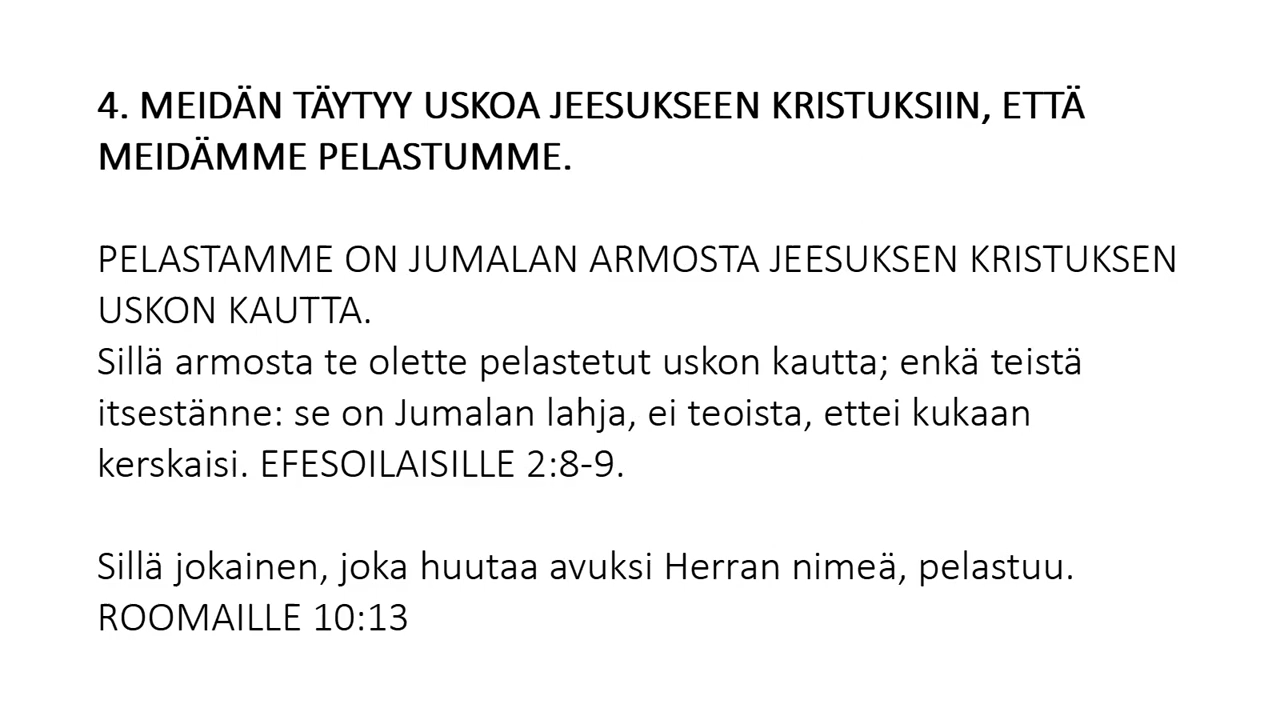 4. MEIDÄN TÄYTYY USKOA JEESUKSEEN KRISTUKSIIN, ETTÄ
MEIDÄMME PELASTUMME.
PELASTAMME ON JUMALAN ARMOSTA JEESUKSEN KRISTUKSEN
USKON KAUTTA.
Sillä armosta te olette pelastetut uskon kautta; enkä teistä
itsestänne: se on Jumalan lahja, ei teoista, ettei kukaan
kerskaisi. EFESOILAISILLE 2:8-9.
Sillä jokainen, joka huutaa avuksi Herran nimeä, pelastuu.
ROOMAILLE 10:13